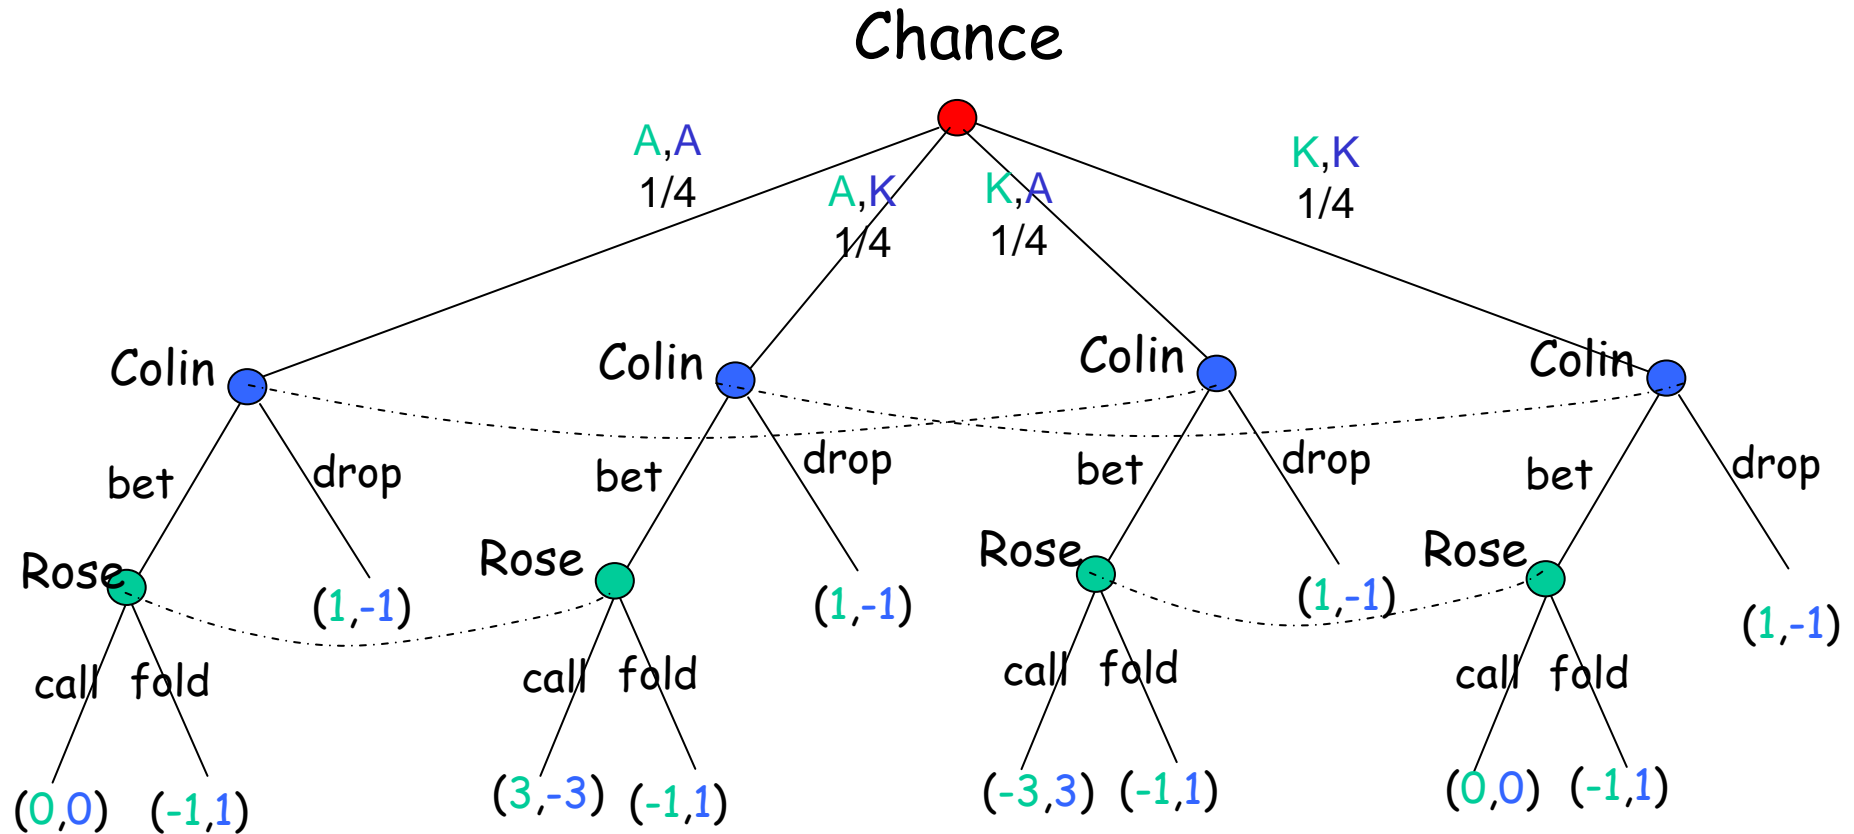 Chance
A,A
1/4
A,K
1/4
K,A
1/4
K,K
1/4
Colin
Colin
Colin
Colin
bet
drop
bet
drop
bet
drop
bet
drop
Rose
Rose
Rose
Rose
(1,-1)
(1,-1)
(1,-1)
(1,-1)
call
fold
call
fold
call
fold
call
fold
(0,0)
(-1,1)
(3,-3)
(-1,1)
(-3,3)
(-1,1)
(0,0)
(-1,1)